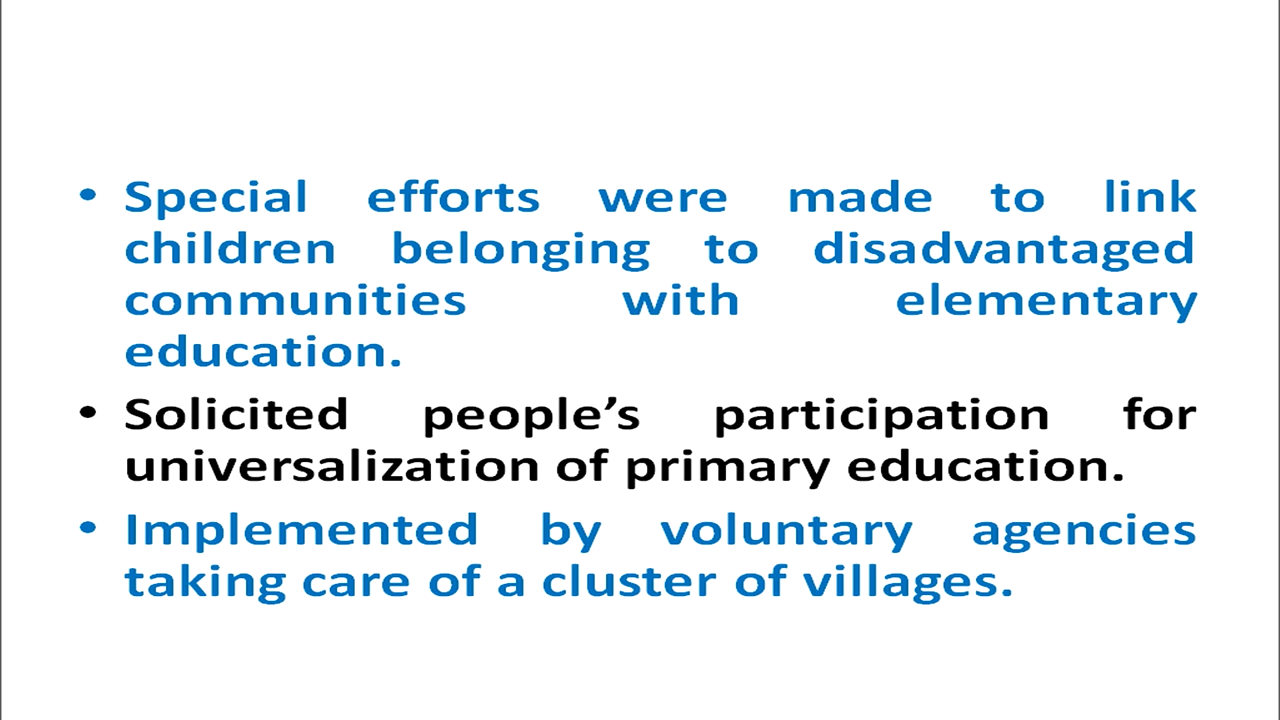 • Special efforts were made to link
children belonging to disadvantaged
communities with elementary
education.
• Solicited people’s participation for
universalization of primary education.
• Implemented by voluntary agencies
taking care of a cluster of villages.